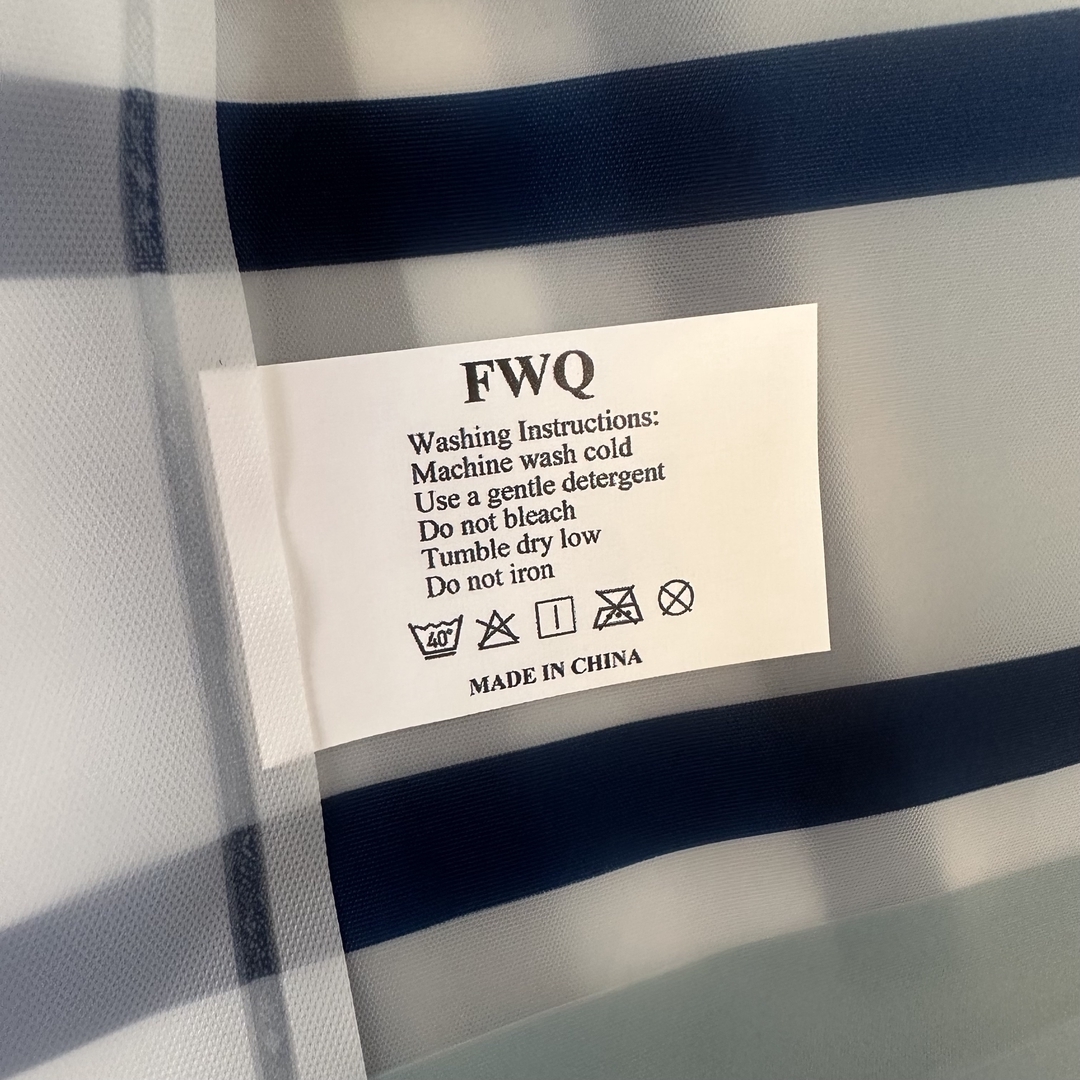 FWQ
Washing Instructions:
Machine wash cold
Use a gentle detergent
Do not bleach
Tumble dry low
Do not iron
40°
MADE IN CHINA